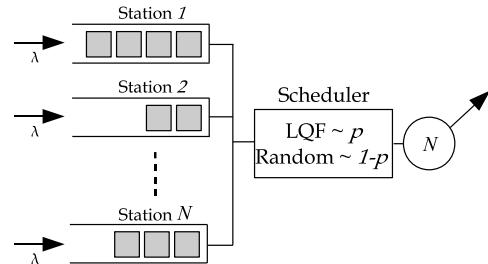 Station 1
λ
Station 2
λ
Scheduler
LQF ~ p
Random ~ 1-p
N
Station N
λ